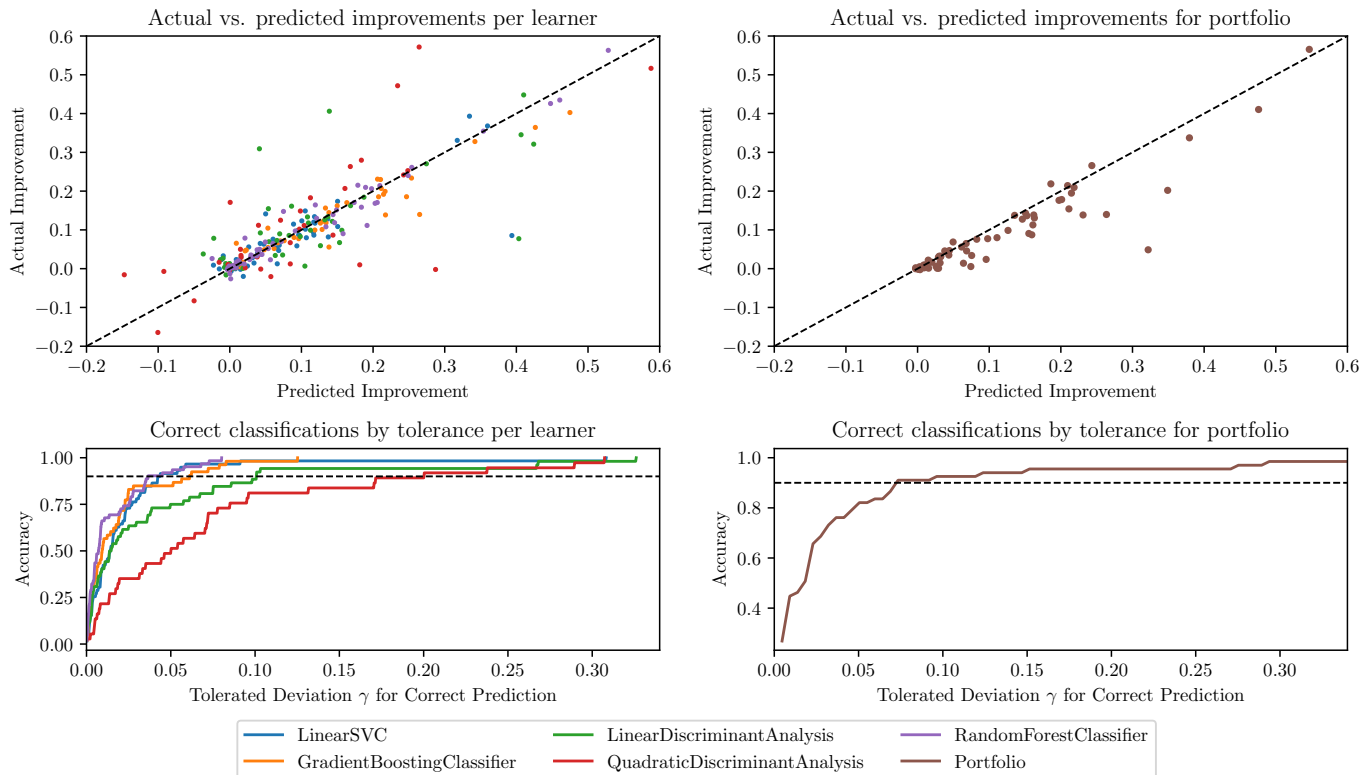 Actual vs. predicted improvements per learner
0.6
0.5
0.4
0.3
0.2
0.1
0.0
−0.1
−0.2
Actual Improvement
−0.2 −0.1 0.0 0.1 0.2 0.3 0.4 0.5 0.6
Predicted Improvement
Actual vs. predicted improvements for portfolio
0.6
0.5
0.4
0.3
0.2
0.1
0.0
−0.1
−0.2
Actual Improvement
−0.2 −0.1 0.0 0.1 0.2 0.3 0.4 0.5 0.6
Predicted Improvement
Correct classifications by tolerance per learner
1.00
0.75
0.50
0.25
0.00
Accuracy
0.00 0.05 0.10 0.15 0.20 0.25 0.30
Tolerated Deviation γ for Correct Prediction
Correct classifications by tolerance for portfolio
1.0
0.8
0.6
0.4
Accuracy
0.00 0.05 0.10 0.15 0.20 0.25 0.30
Tolerated Deviation γ for Correct Prediction
LinearSVC
GradientBoostingClassifier
LinearDiscriminantAnalysis
QuadraticDiscriminantAnalysis
RandomForestClassifier
Portfolio